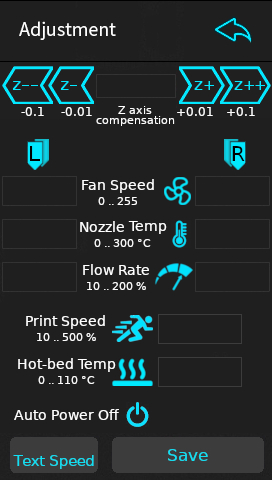 Adjustment
Z-- Z- Z+ Z++
-0.1 -0.01 Z axis compensation +0.01 +0.1
L R
Fan Speed
0 .. 255
Nozzle Temp
0 .. 300 °C
Flow Rate
10 .. 200 %
Print Speed
10 .. 500 %
Hot-bed Temp
0 .. 110 °C
Auto Power Off
Text Speed Save